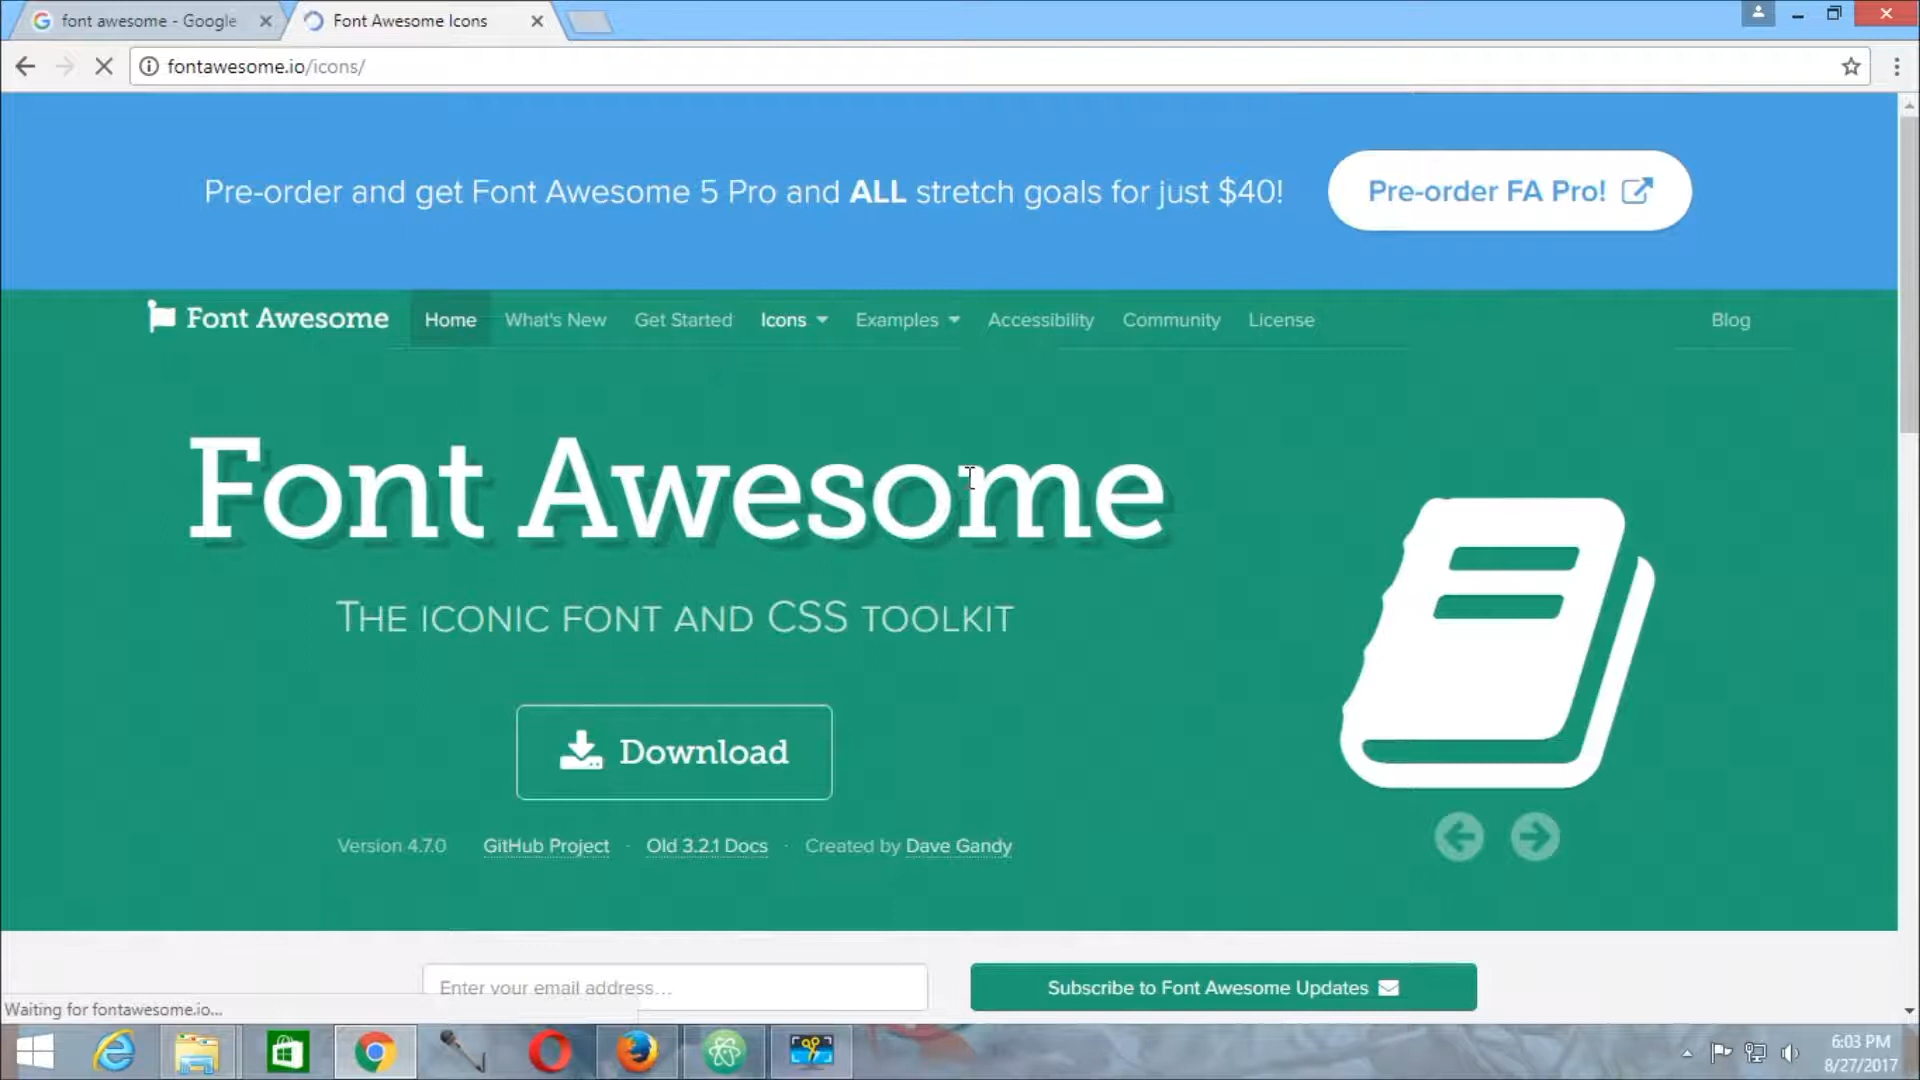 font awesome - Google
Font Awesome Icons
fontawesome.io/icons/
Pre-order and get Font Awesome 5 Pro and ALL stretch goals for just $40!
Pre-order FA Pro!
Font Awesome
Home
What's New
Get Started
Icons
Examples
Accessibility
Community
License
Blog
Font Awesome
THE ICONIC FONT AND CSS TOOLKIT
Download
Version 4.7.0
GitHub Project · Old 3.2.1 Docs · Created by Dave Gandy
Enter your email address...
Subscribe to Font Awesome Updates
Waiting for fontawesome.io...
6:03 PM
8/27/2017